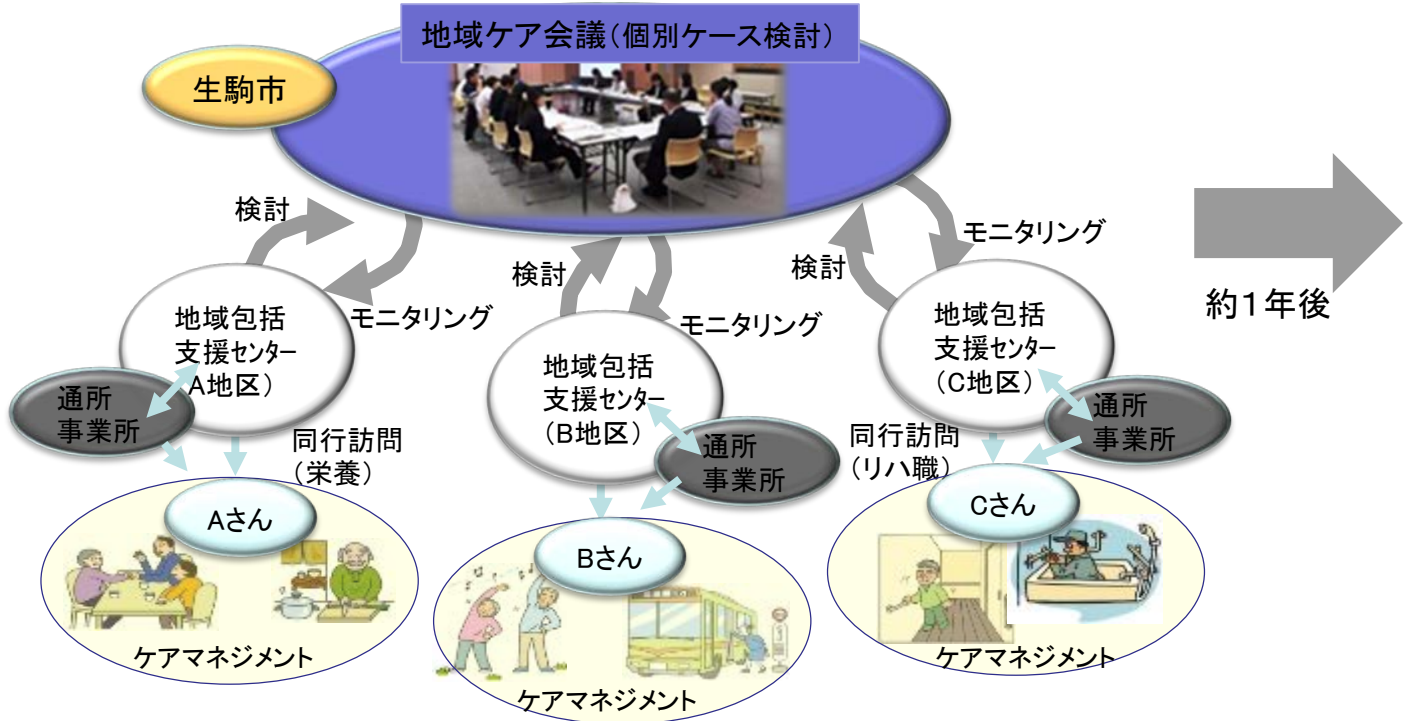 地域ケア会議（個別ケース検討）
生駒市
検討
モニタリング
検討
モニタリング
検討
モニタリング
約１年後
地域包括
支援センター
A地区）
通所
事業所
同行訪問
（栄養）
Aさん
ケアマネジメント
地域包括
支援センター
（B地区）
通所
事業所
Bさん
ケアマネジメント
地域包括
支援センター
（C地区）
通所
事業所
同行訪問
（リハ職）
Cさん
ケアマネジメント